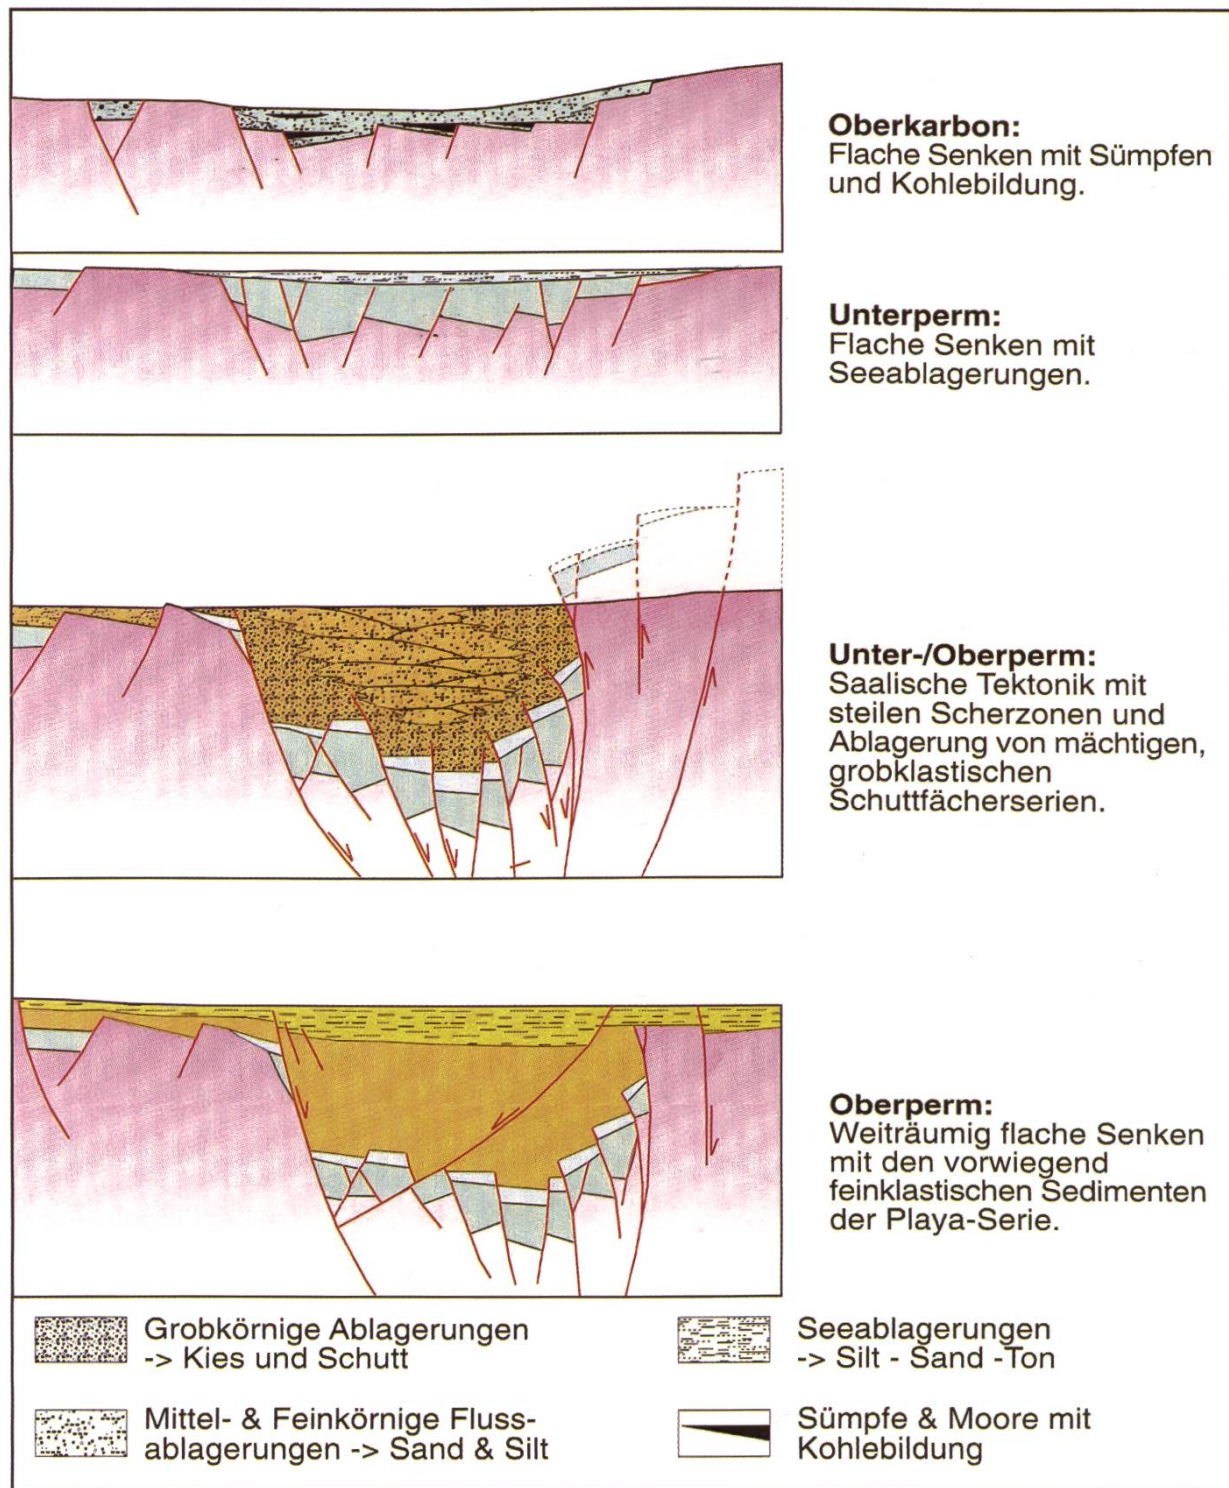 Oberkarbon:
Flache Senken mit Sümpfen
und Kohlebildung.
Unterperm:
Flache Senken mit
Seeablagerungen.
Unter-/Oberperm:
Saalische Tektonik mit
steilen Scherzonen und
Ablagerung von mächtigen,
grobklastischen
Schuttfächerserien.
Oberperm:
Weiträumig flache Senken
mit den vorwiegend
feinklastischen Sedimenten
der Playa-Serie.
Grobkörnige Ablagerungen
-> Kies und Schutt
Mittel- & Feinkörnige Fluss-
ablagerungen -> Sand & Silt
Seeablagerungen
-> Silt - Sand -Ton
Sümpfe & Moore mit
Kohlebildung